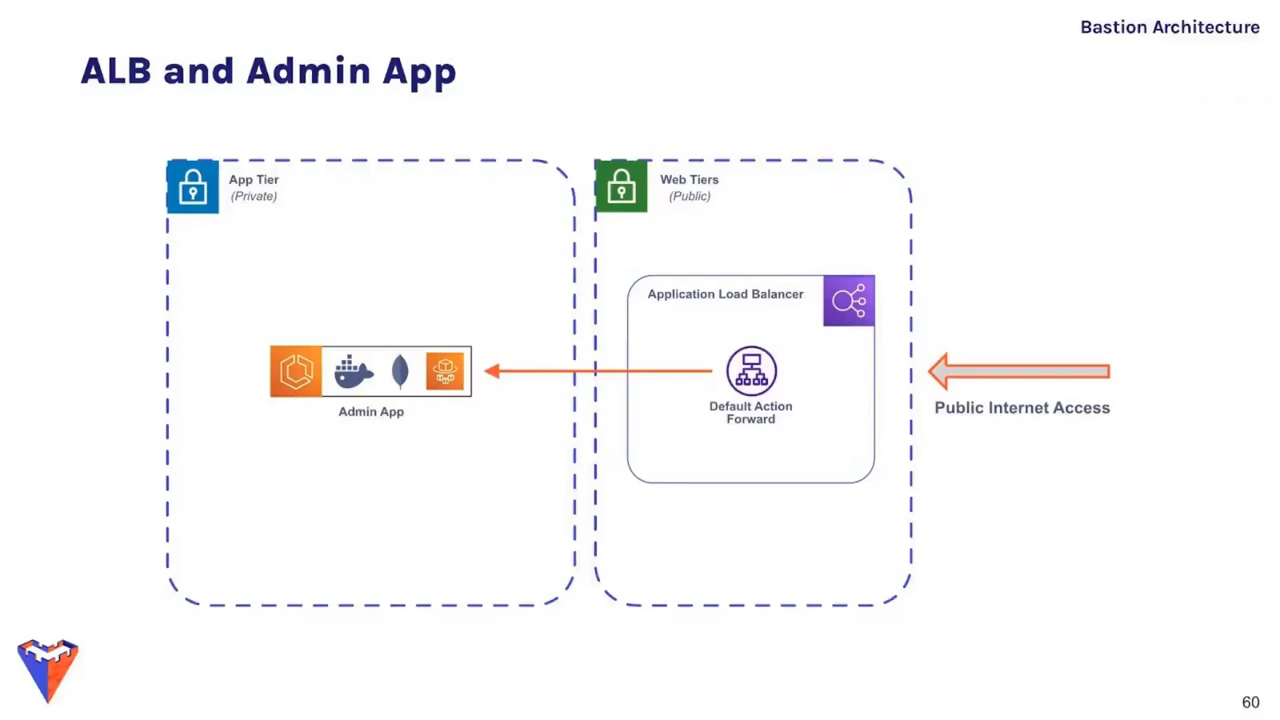 Bastion Architecture
ALB and Admin App
App Tier
(Private)
Web Tiers
(Public)
Application Load Balancer
Default Action
Forward
Admin App
Public Internet Access
60